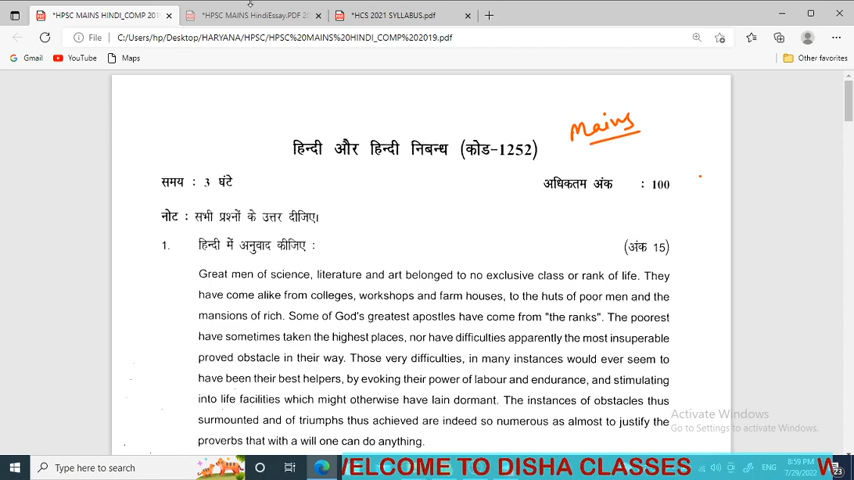 *HPSC MAINS HINDI_COMP 201
*HPSC MAINS HindiEssay.PDF 20
*HCS 2021 SYLLABUS.pdf
File
C:/Users/hp/Desktop/HARYANA/HPSC/HPSC%20MAINS%20HINDI_COMP%202019.pdf
Gmail
YouTube
Maps
Other favorites
Mains
हिन्दी और हिन्दी निबन्ध (कोड-1252)
समय : 3 घंटे
अधिकतम अंक : 100
नोट : सभी प्रश्नों के उत्तर दीजिए।
1. हिन्दी में अनुवाद कीजिए : (अंक 15)
Great men of science, literature and art belonged to no exclusive class or rank of life. They
have come alike from colleges, workshops and farm houses, to the huts of poor men and the
mansions of rich. Some of God's greatest apostles have come from "the ranks". The poorest
have sometimes taken the highest places, nor have difficulties apparently the most insuperable
proved obstacle in their way. Those very difficulties, in many instances would ever seem to
have been their best helpers, by evoking their power of labour and endurance, and stimulating
into life facilities which might otherwise have lain dormant. The instances of obstacles thus
surmounted and of triumphs thus achieved are indeed so numerous as almost to justify the
proverbs that with a will one can do anything.
Activate Windows
Go to Settings to activate Windows.
Type here to search
WELCOME TO DISHA CLASSES
W
ENG
8:59 PM
7/29/2022
23